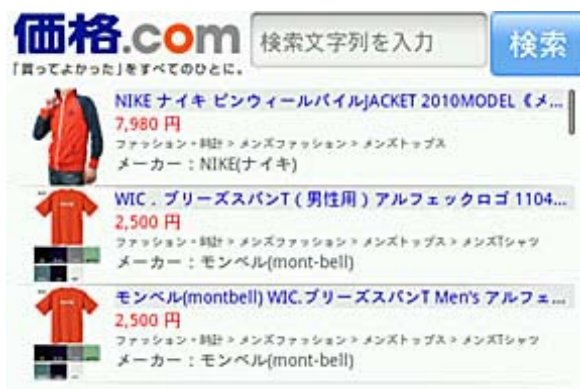 価格.com
検索文字列を入力
検索
「買ってよかった」をすべてのひとに。
NIKE ナイキ ピンウィールパイルJACKET 2010MODEL《メ...
7,980 円
ファッション・時計 > メンズファッション > メンズトップス
メーカー：NIKE(ナイキ)
WIC．ブリーズスパンT（男性用）アルフェックロゴ 1104...
2,500 円
ファッション・時計 > メンズファッション > メンズトップス > メンズTシャツ
メーカー：モンベル(mont-bell)
モンベル(montbell) WIC.ブリーズスパンT Men's アルフェ...
2,500 円
ファッション・時計 > メンズファッション > メンズトップス > メンズTシャツ
メーカー：モンベル(mont-bell)